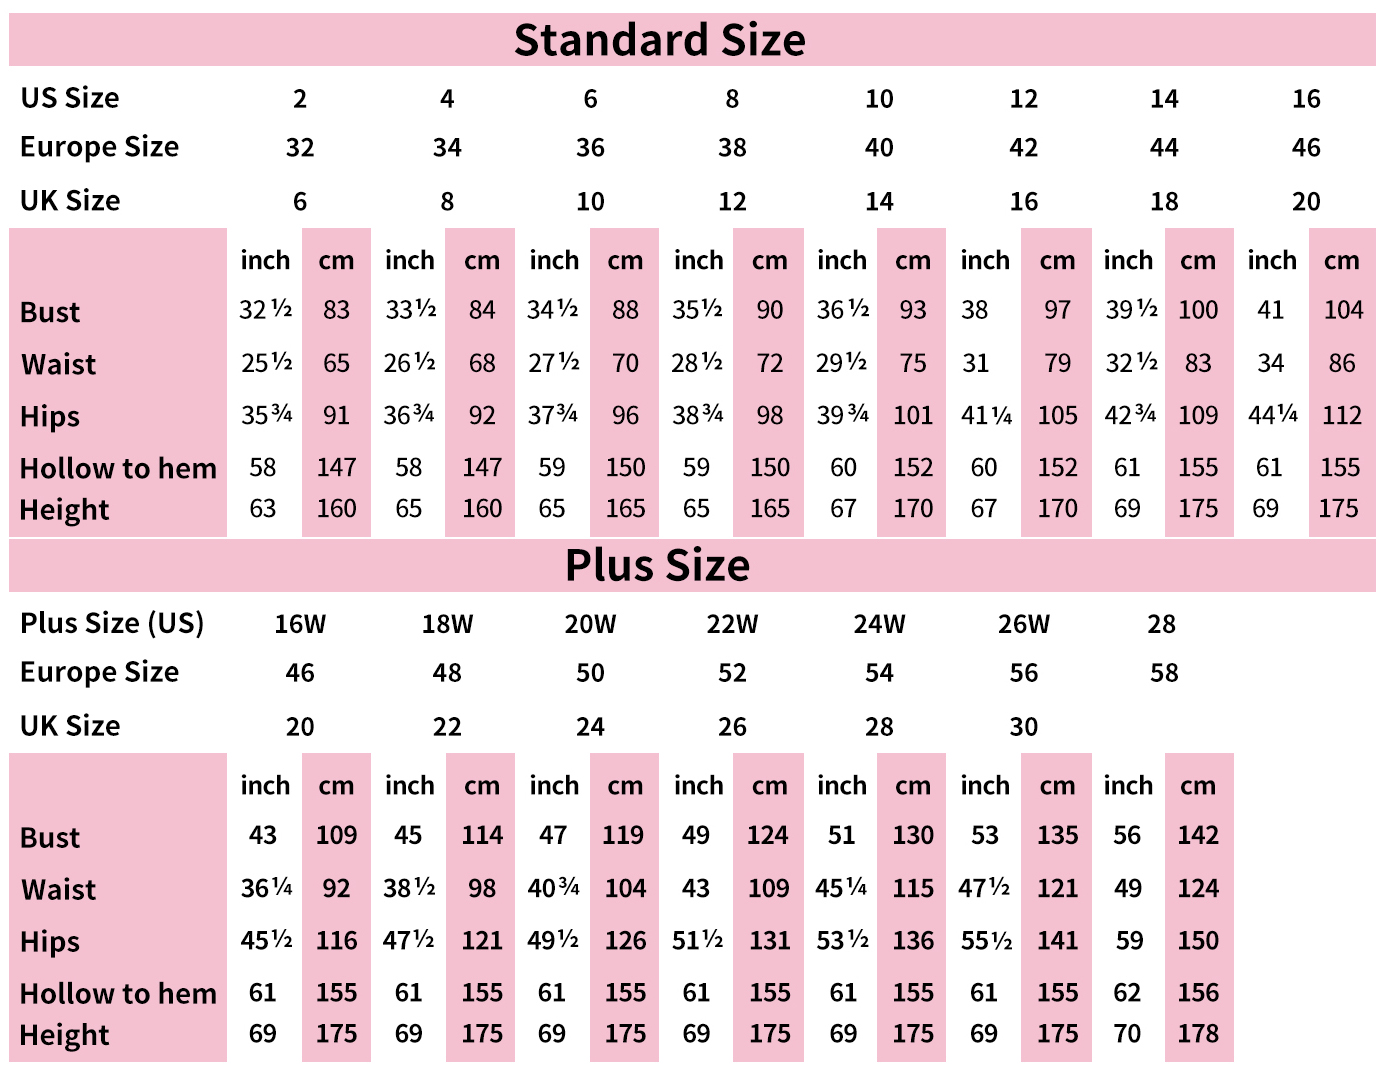 Standard Size
US Size 2 4 6 8 10 12 14 16
Europe Size 32 34 36 38 40 42 44 46
UK Size 6 8 10 12 14 16 18 20
inch cm inch cm inch cm inch cm inch cm inch cm inch cm inch cm
Bust 32½ 83 33½ 84 34½ 88 35½ 90 36½ 93 38 97 39½ 100 41 104
Waist 25½ 65 26½ 68 27½ 70 28½ 72 29½ 75 31 79 32½ 83 34 86
Hips 35¾ 91 36¾ 92 37¾ 96 38¾ 98 39¾ 101 41¼ 105 42¾ 109 44¼ 112
Hollow to hem 58 147 58 147 59 150 59 150 60 152 60 152 61 155 61 155
Height 63 160 65 160 65 165 65 165 67 170 67 170 69 175 69 175
Plus Size
Plus Size (US) 16W 18W 20W 22W 24W 26W 28
Europe Size 46 48 50 52 54 56 58
UK Size 20 22 24 26 28 30
inch cm inch cm inch cm inch cm inch cm inch cm inch cm
Bust 43 109 45 114 47 119 49 124 51 130 53 135 56 142
Waist 36¼ 92 38½ 98 40¾ 104 43 109 45¼ 115 47½ 121 49 124
Hips 45½ 116 47½ 121 49½ 126 51½ 131 53½ 136 55½ 141 59 150
Hollow to hem 61 155 61 155 61 155 61 155 61 155 61 155 62 156
Height 69 175 69 175 69 175 69 175 69 175 69 175 70 178